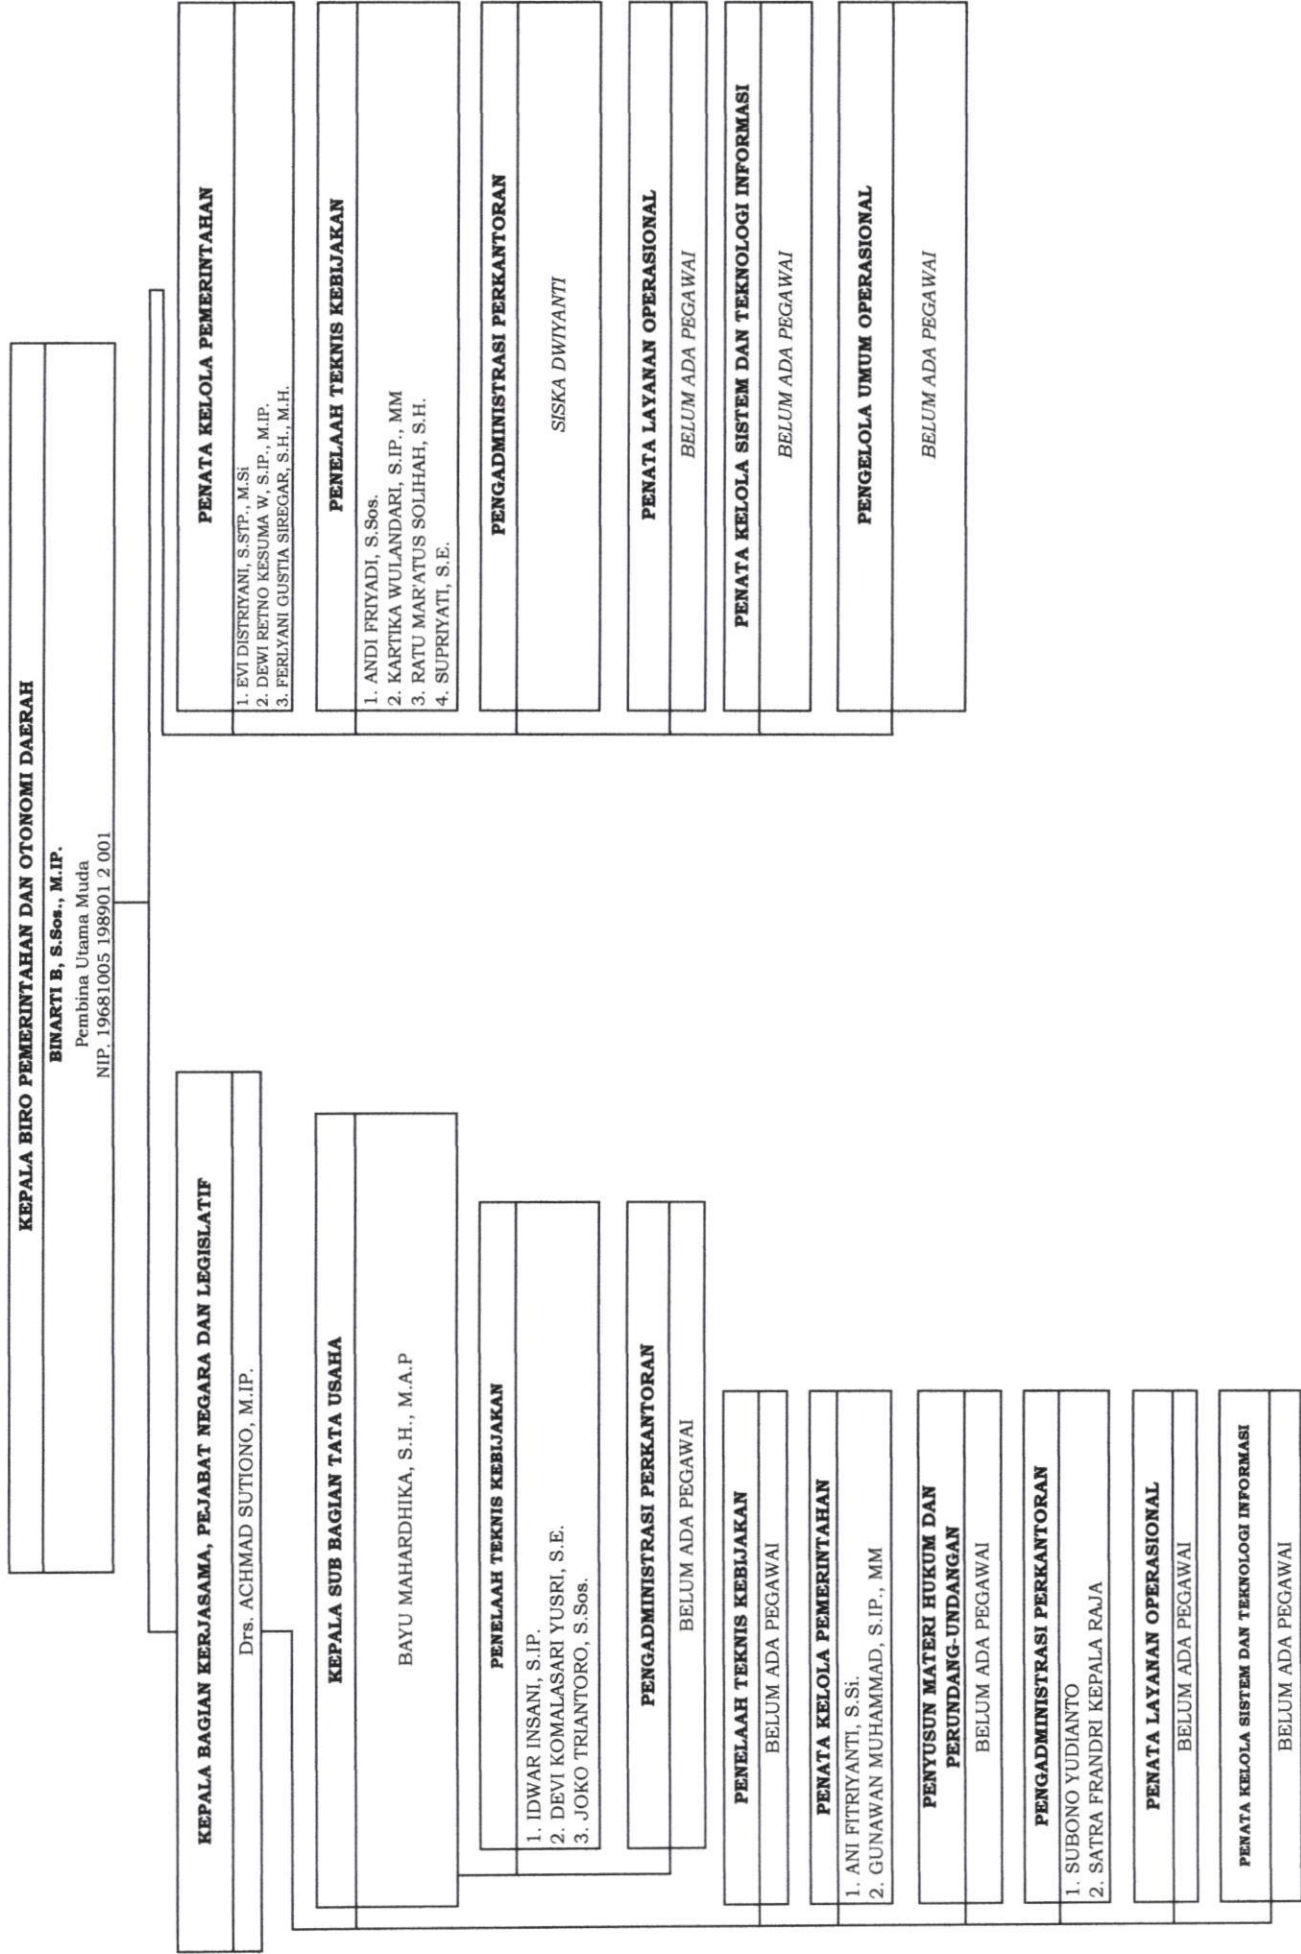 KEPALA BIRO PEMERINTAHAN DAN OTONOMI DAERAH
BINARTI B, S.Sos., M.IP.
Pembina Utama Muda
NIP. 19681005 198901 2 001
KEPALA BAGIAN KERJASAMA, PEJABAT NEGARA DAN LEGISLATIF
Drs. ACHMAD SUTIONO, M.IP.
KEPALA SUB BAGIAN TATA USAHA
BAYU MAHARDHIKA, S.H., M.A.P
PENELAAH TEKNIS KEBIJAKAN
1. IDWAR INSANI, S.IP.
2. DEVI KOMALASARI YUSRI, S.E.
3. JOKO TRIANTORO, S.Sos.
PENGADMINISTRASI PERKANTORAN
BELUM ADA PEGAWAI
PENELAAH TEKNIS KEBIJAKAN
BELUM ADA PEGAWAI
PENATA KELOLA PEMERINTAHAN
1. ANI FITRIYANTI, S.Si.
2. GUNAWAN MUHAMMAD, S.IP., MM
PENYUSUN MATERI HUKUM DAN
PERUNDANG-UNDANGAN
BELUM ADA PEGAWAI
PENGADMINISTRASI PERKANTORAN
1. SUBONO YUDIANTO
2. SATRA FRANDRI KEPALA RAJA
PENATA LAYANAN OPERASIONAL
BELUM ADA PEGAWAI
PENATA KELOLA SISTEM DAN TEKNOLOGI INFORMASI
BELUM ADA PEGAWAI
PENATA KELOLA PEMERINTAHAN
1. EVI DISTRIYANI, S.STP., M.Si
2. DEWI RETNO KESUMA W, S.IP., M.IP.
3. FERLYANI GUSTIA SIREGAR, S.H., M.H.
PENELAAH TEKNIS KEBIJAKAN
1. ANDI FRIYADI, S.Sos.
2. KARTIKA WULANDARI, S.IP., MM
3. RATU MAR'ATUS SOLIHAH, S.H.
4. SUPRIYATI, S.E.
PENGADMINISTRASI PERKANTORAN
SISKA DWIYANTI
PENATA LAYANAN OPERASIONAL
BELUM ADA PEGAWAI
PENATA KELOLA SISTEM DAN TEKNOLOGI INFORMASI
BELUM ADA PEGAWAI
PENGELOLA UMUM OPERASIONAL
BELUM ADA PEGAWAI